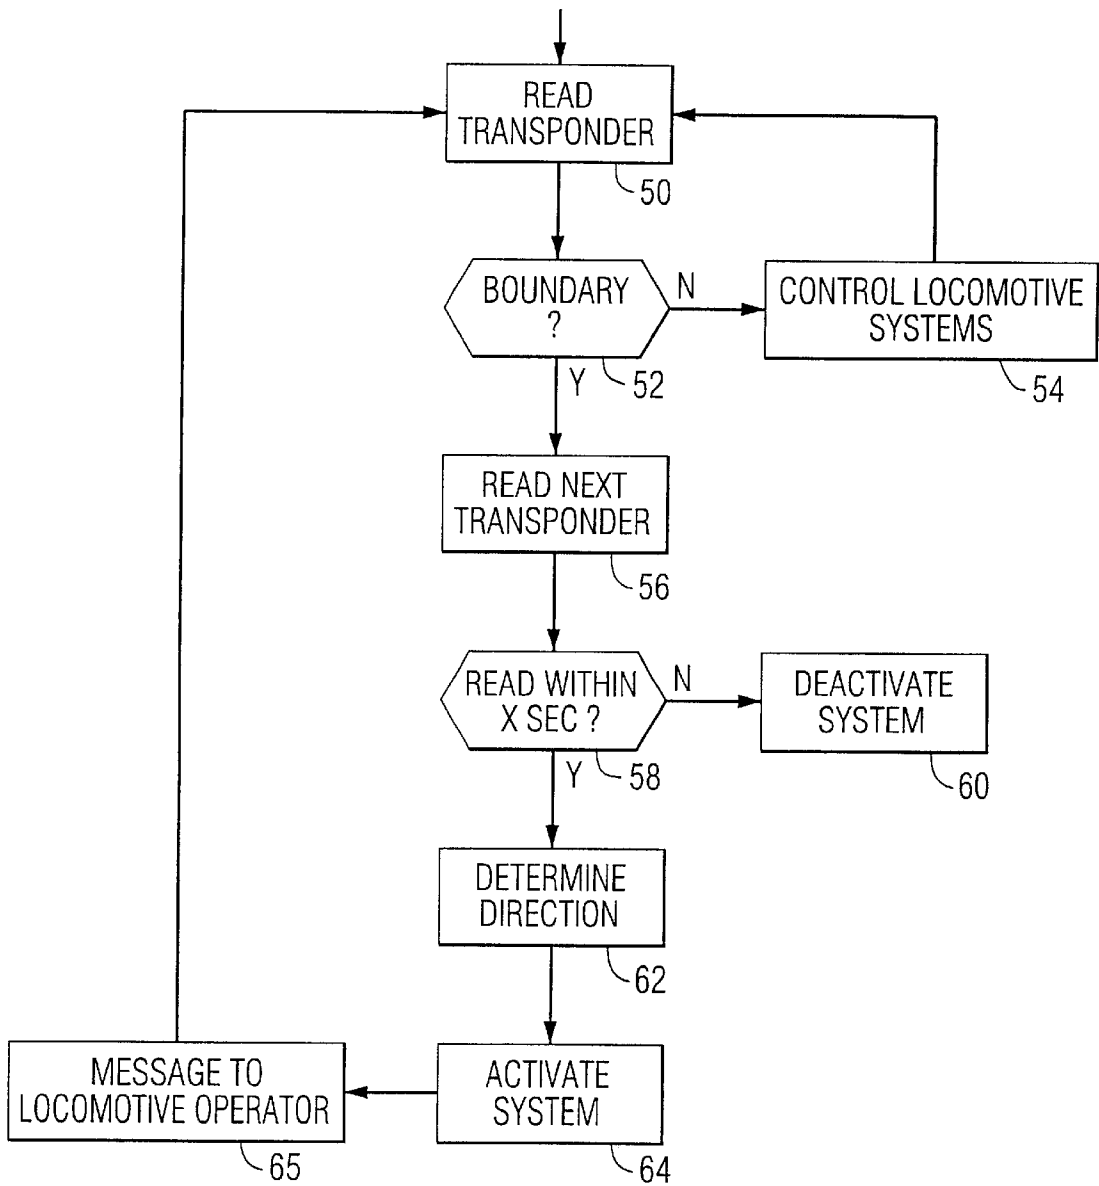 READ
TRANSPONDER
50
BOUNDARY
?
N
CONTROL LOCOMOTIVE
SYSTEMS
Y
52
54
READ NEXT
TRANSPONDER
56
READ WITHIN
X SEC ?
N
DEACTIVATE
SYSTEM
Y
58
60
DETERMINE
DIRECTION
62
MESSAGE TO
LOCOMOTIVE OPERATOR
ACTIVATE
SYSTEM
65
64